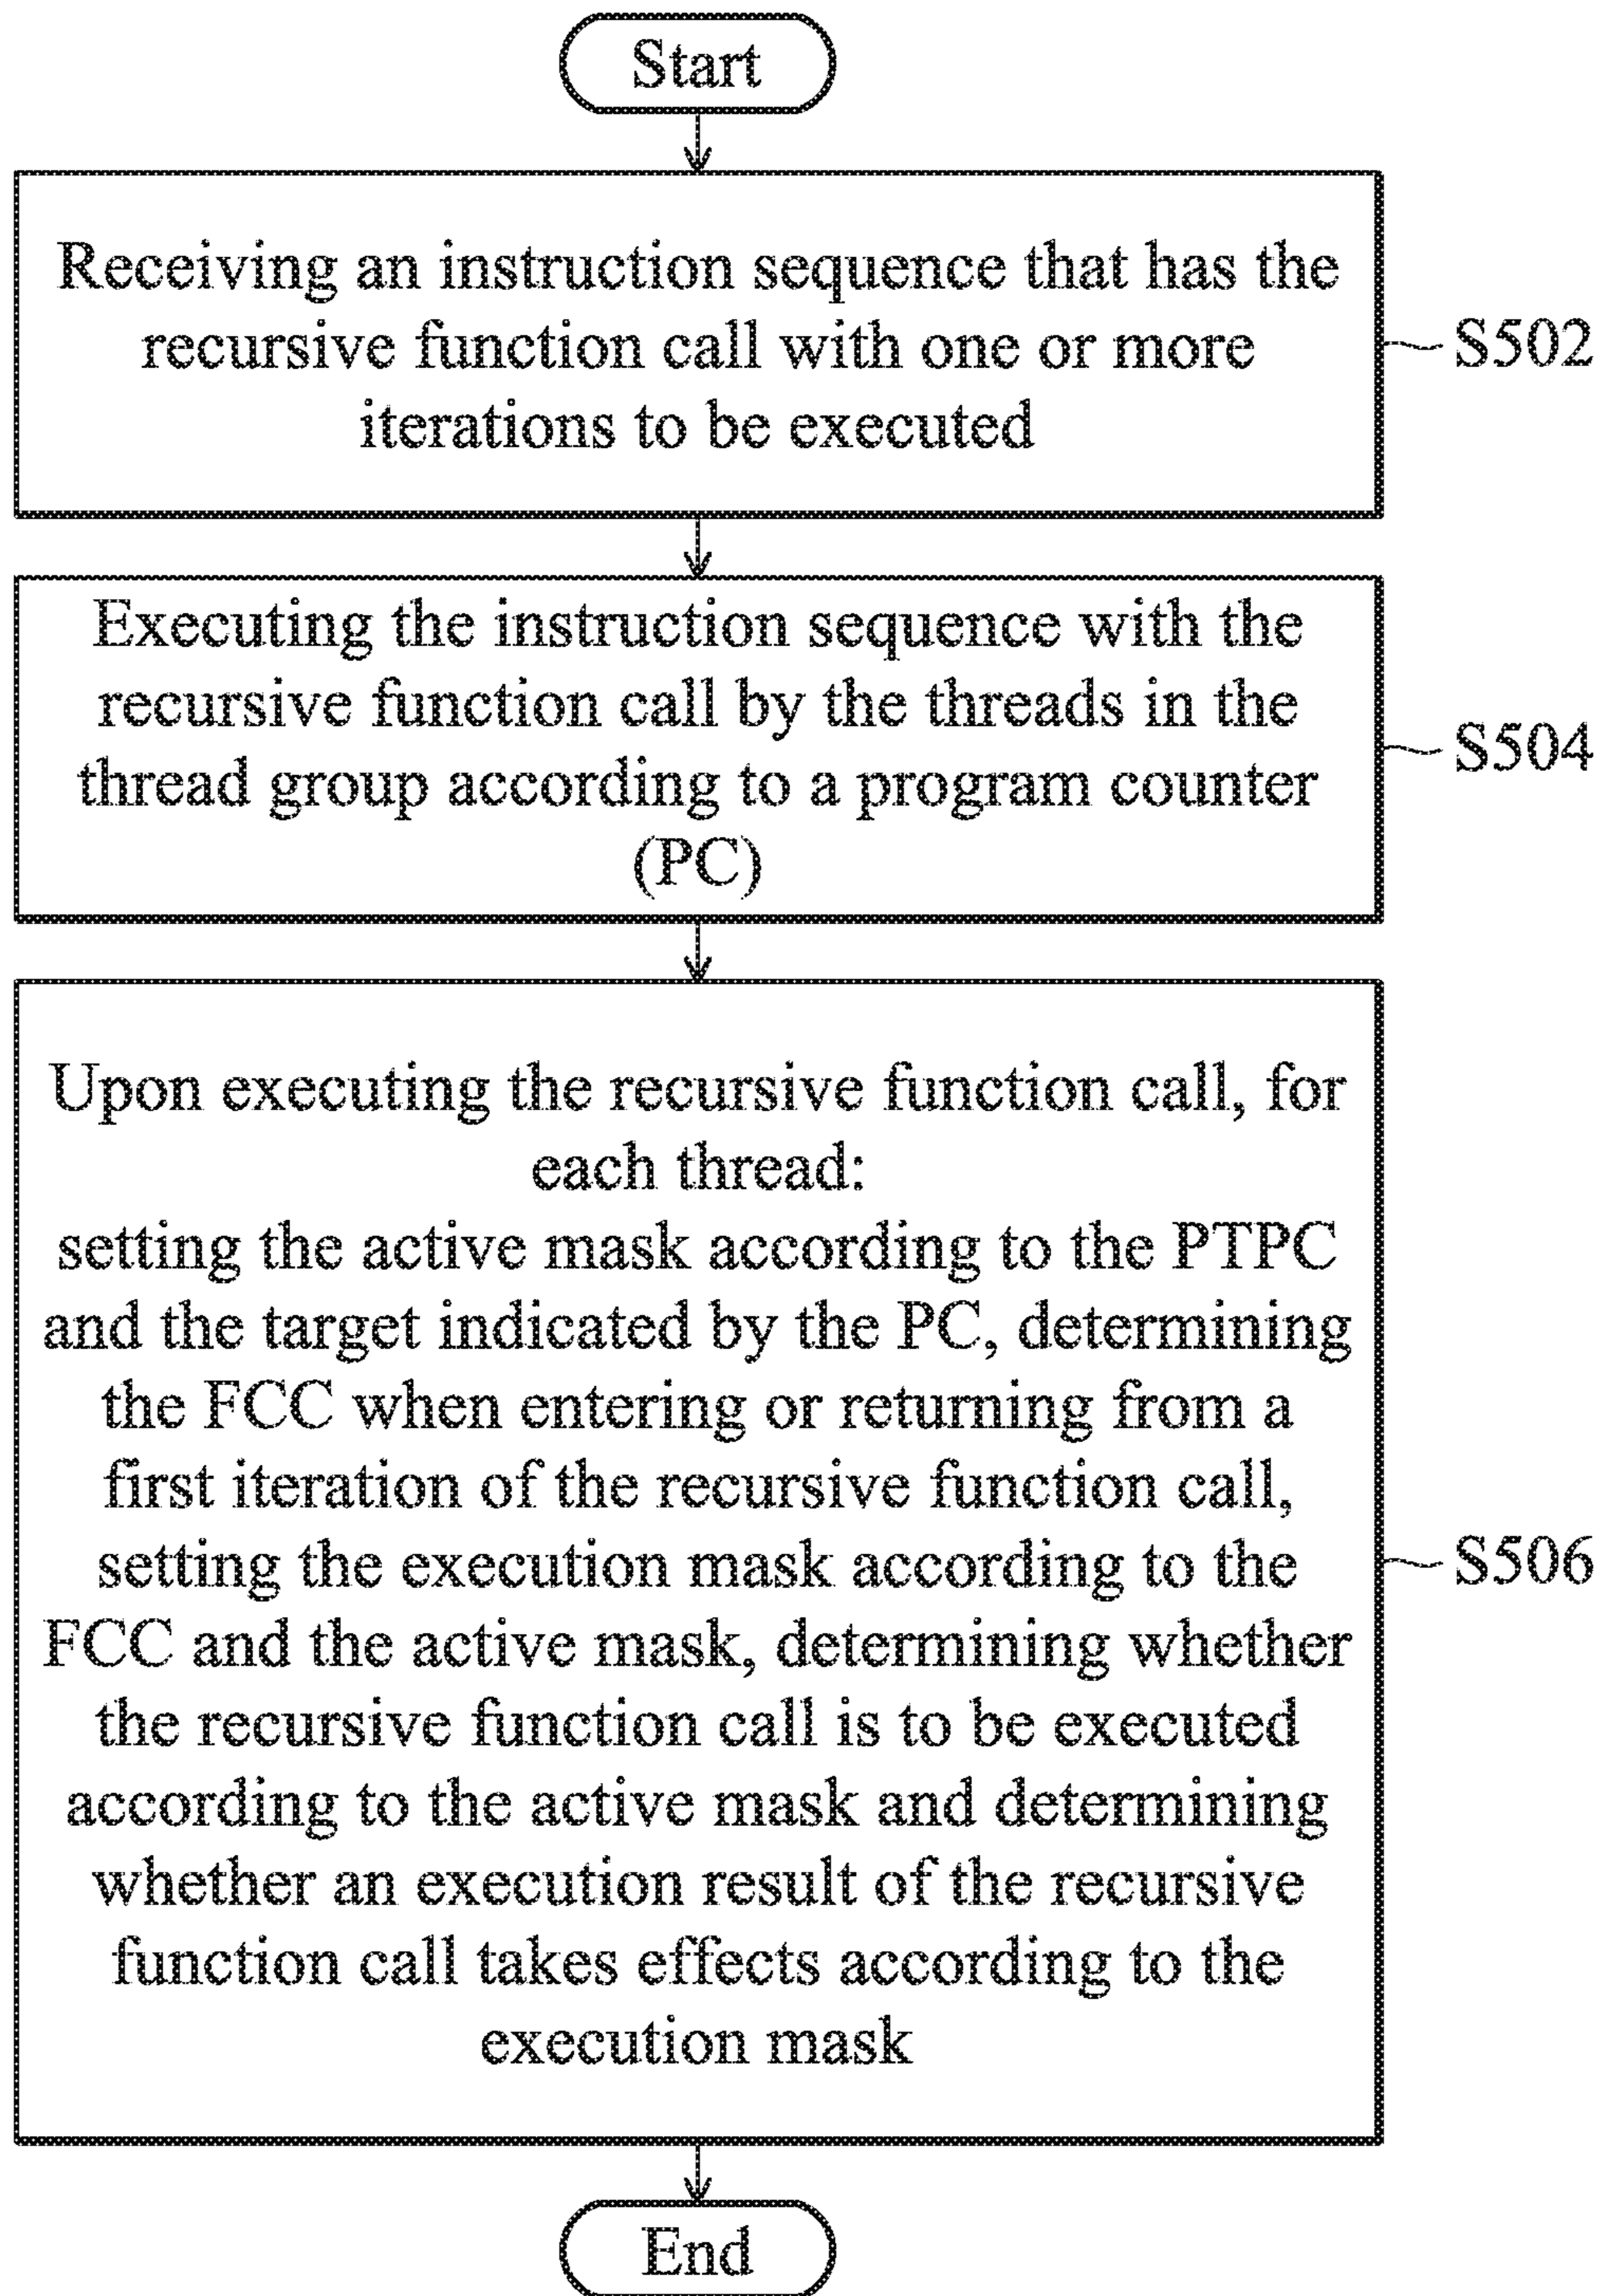 Start
Receiving an instruction sequence that has the
recursive function call with one or more
iterations to be executed
S502
Executing the instruction sequence with the
recursive function call by the threads in the
thread group according to a program counter
(PC)
S504
Upon executing the recursive function call, for
each thread:
setting the active mask according to the PTPC
and the target indicated by the PC, determining
the FCC when entering or returning from a
first iteration of the recursive function call,
setting the execution mask according to the
FCC and the active mask, determining whether
the recursive function call is to be executed
according to the active mask and determining
whether an execution result of the recursive
function call takes effects according to the
execution mask
S506
End